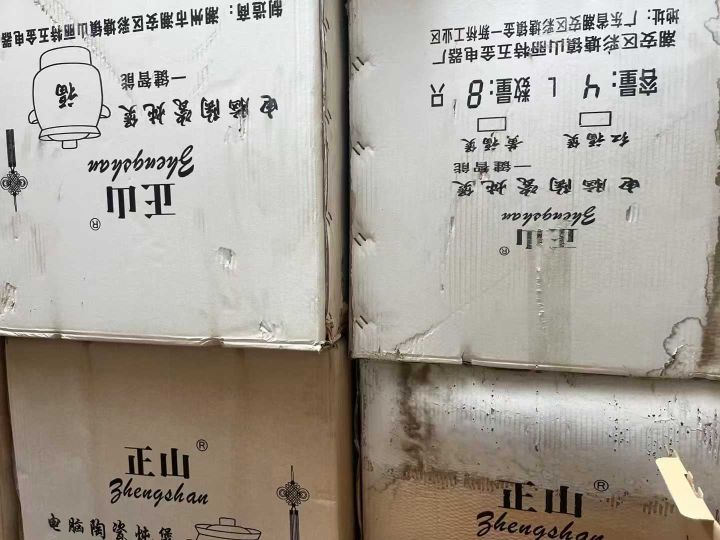 正山®
Zhengshan
电脑陶瓷炖煲
一键智能
福
制造商:潮州市潮安区彩塘镇山丽特五金电器
正山®
Zhengshan
电脑陶瓷炖煲
一键智能
红福煲 黄福煲
容量:4L 数量:8只
潮安区彩塘镇山丽特五金电器厂
地址:广东省潮安区彩塘镇金一新桥工业区
正山®
Zhengshan
电脑陶瓷炖煲
正山®
Zhengshan